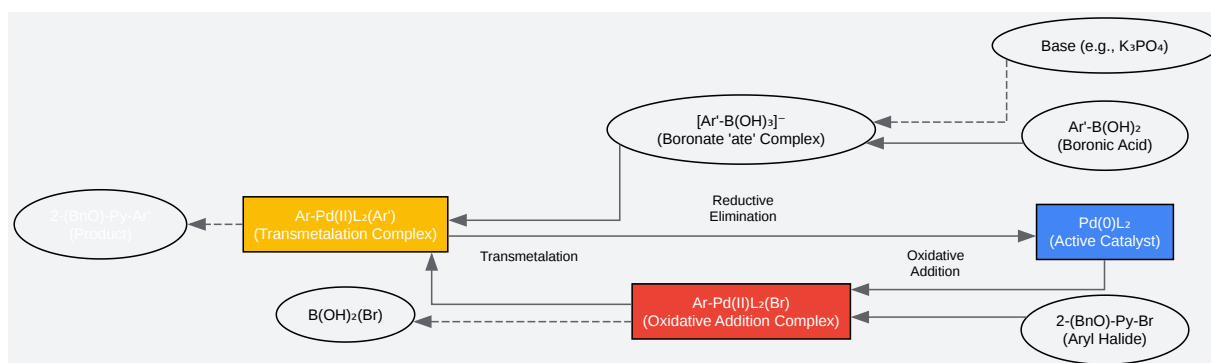 Base (e.g., K₃PO₄)
[Ar'-B(OH)₃]⁻
(Boronate 'ate' Complex)
Ar'-B(OH)₂
(Boronic Acid)
2-(BnO)-Py-Ar'
(Product)
Ar-Pd(II)L₂(Ar')
(Transmetalation Complex)
Reductive
Elimination
Pd(0)L₂
(Active Catalyst)
Transmetalation
Oxidative
Addition
B(OH)₂(Br)
Ar-Pd(II)L₂(Br)
(Oxidative Addition Complex)
2-(BnO)-Py-Br
(Aryl Halide)